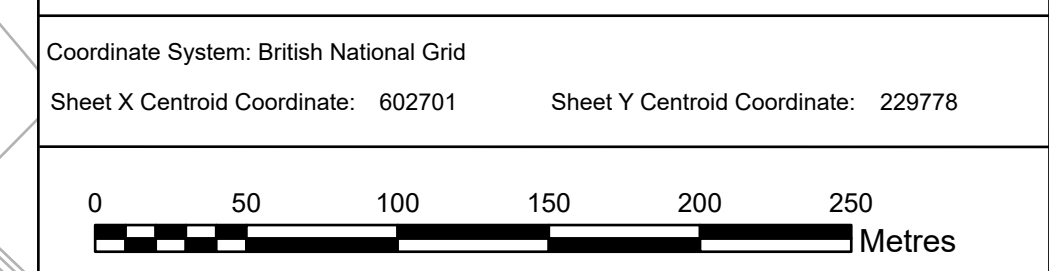 Coordinate System: British National Grid
Sheet X Centroid Coordinate: 602701 Sheet Y Centroid Coordinate: 229778
0 50 100 150 200 250
Metres